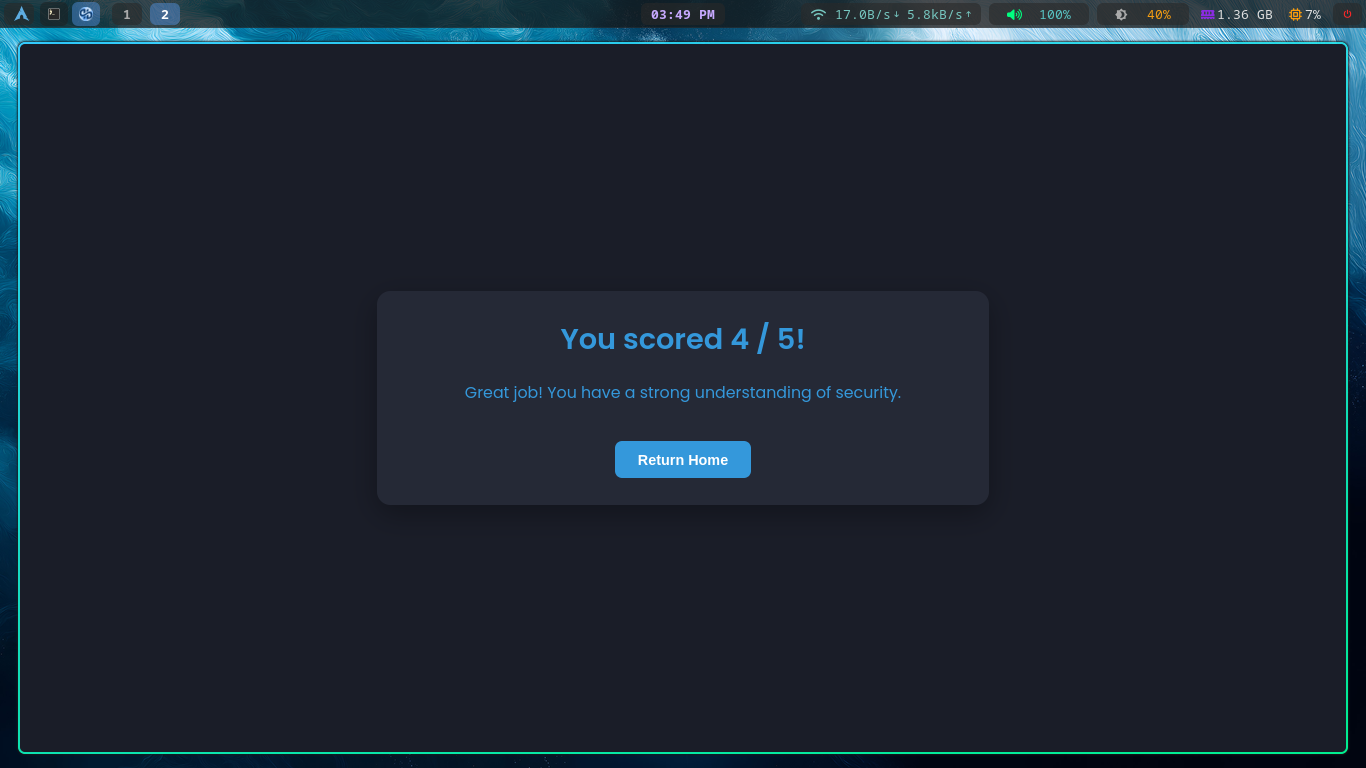 1 2 03:49 PM 17.0B/s↓ 5.8kB/s↑ 100% 40% 1.36 GB 7%
You scored 4 / 5!
Great job! You have a strong understanding of security.
Return Home